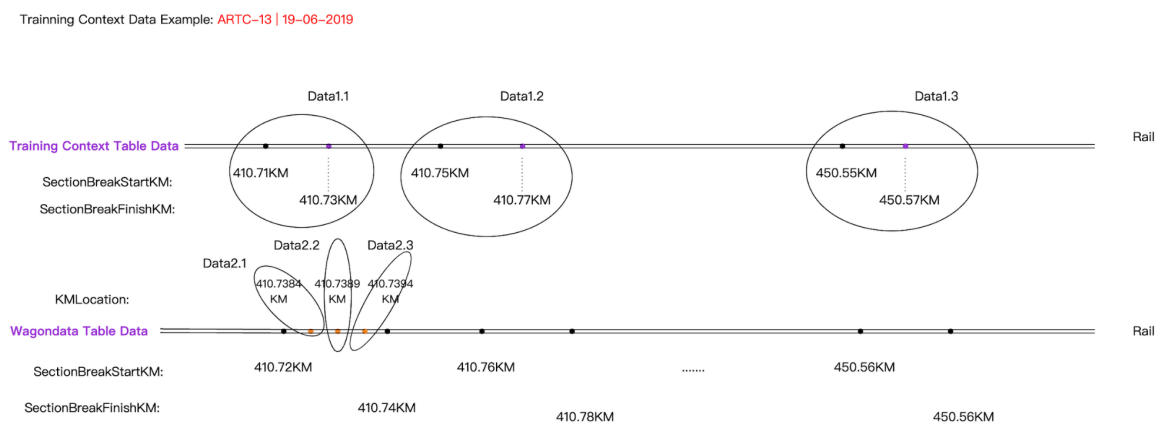 Trainning Context Data Example: ARTC-13 | 19-06-2019
Data1.1
Data1.2
Data1.3
Rail
Training Context Table Data
410.71KM
410.75KM
450.55KM
SectionBreakStartKM:
410.73KM
410.77KM
450.57KM
SectionBreakFinishKM:
Data2.2
Data2.3
Data2.1
410.7384
KM
410.7389
KM
410.7394
KM
KMLocation:
Wagondata Table Data
Rail
410.72KM
410.76KM
.......
450.56KM
SectionBreakStartKM:
SectionBreakFinishKM:
410.74KM
410.78KM
450.56KM